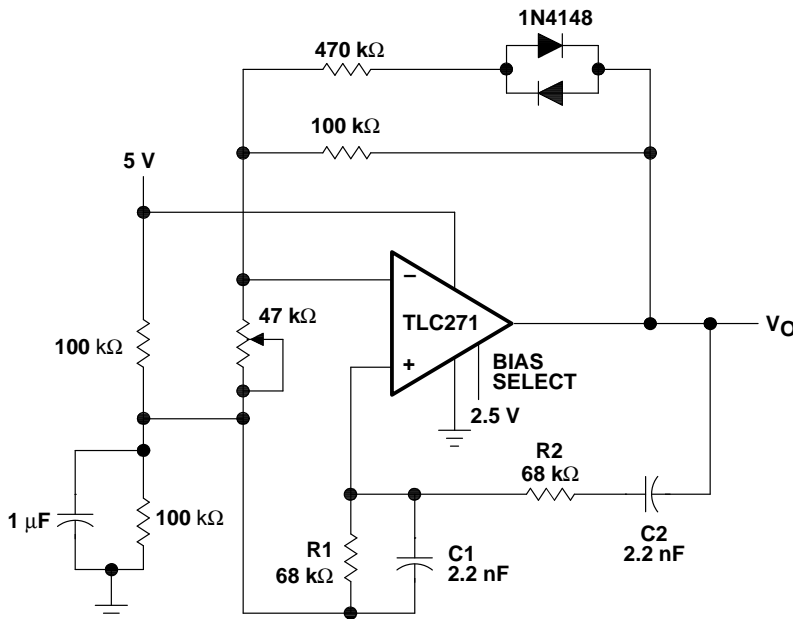 1N4148
470 kΩ
100 kΩ
5 V
−
47 kΩ
TLC271
V_O
100 kΩ
+
BIAS
SELECT
2.5 V
R2
68 kΩ
1 µF
100 kΩ
R1
68 kΩ
C1
2.2 nF
C2
2.2 nF